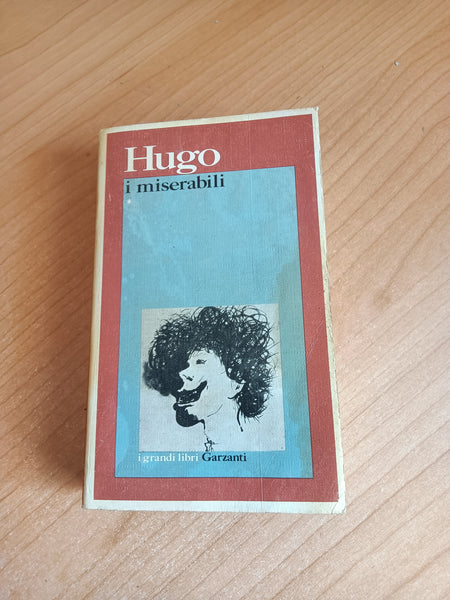 Hugo
i miserabili
i grandi libri Garzanti